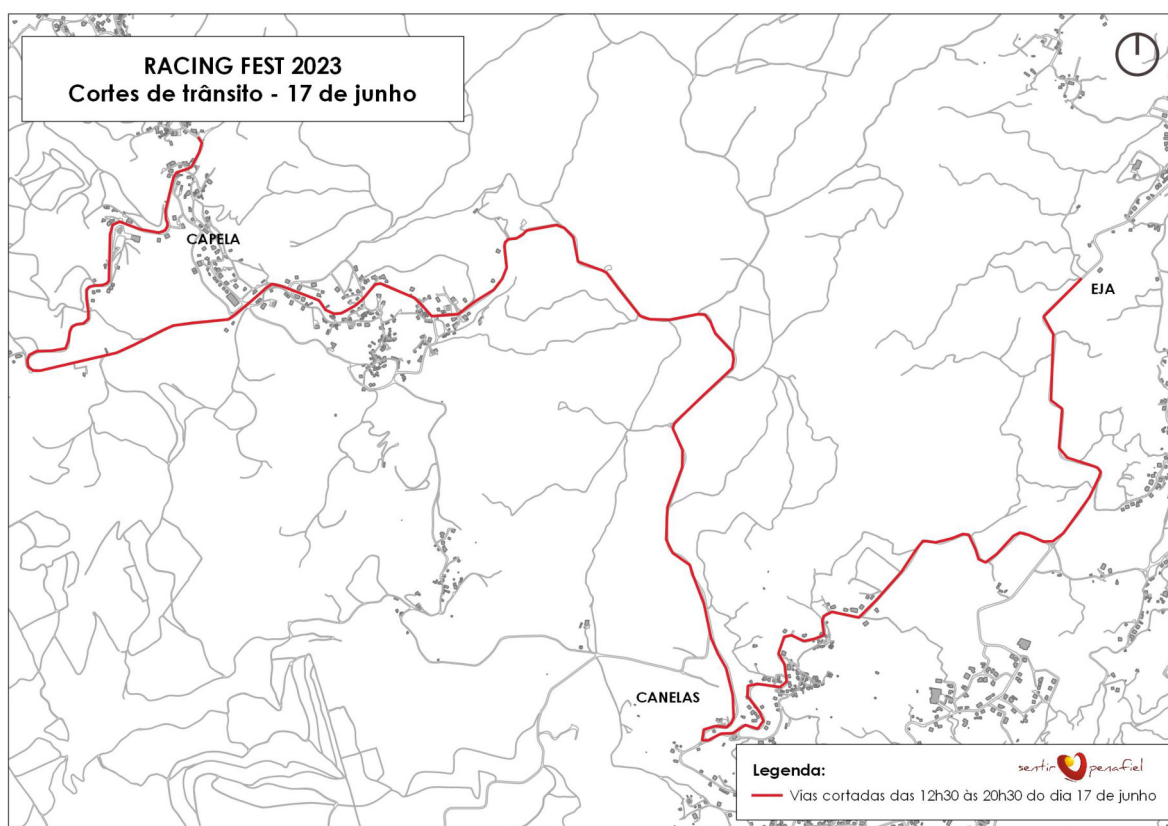 RACING FEST 2023
Cortes de trânsito - 17 de junho
CAPELA
EJA
CANELAS
Legenda:
sentir penafiel
Vias cortadas das 12h30 às 20h30 do dia 17 de junho